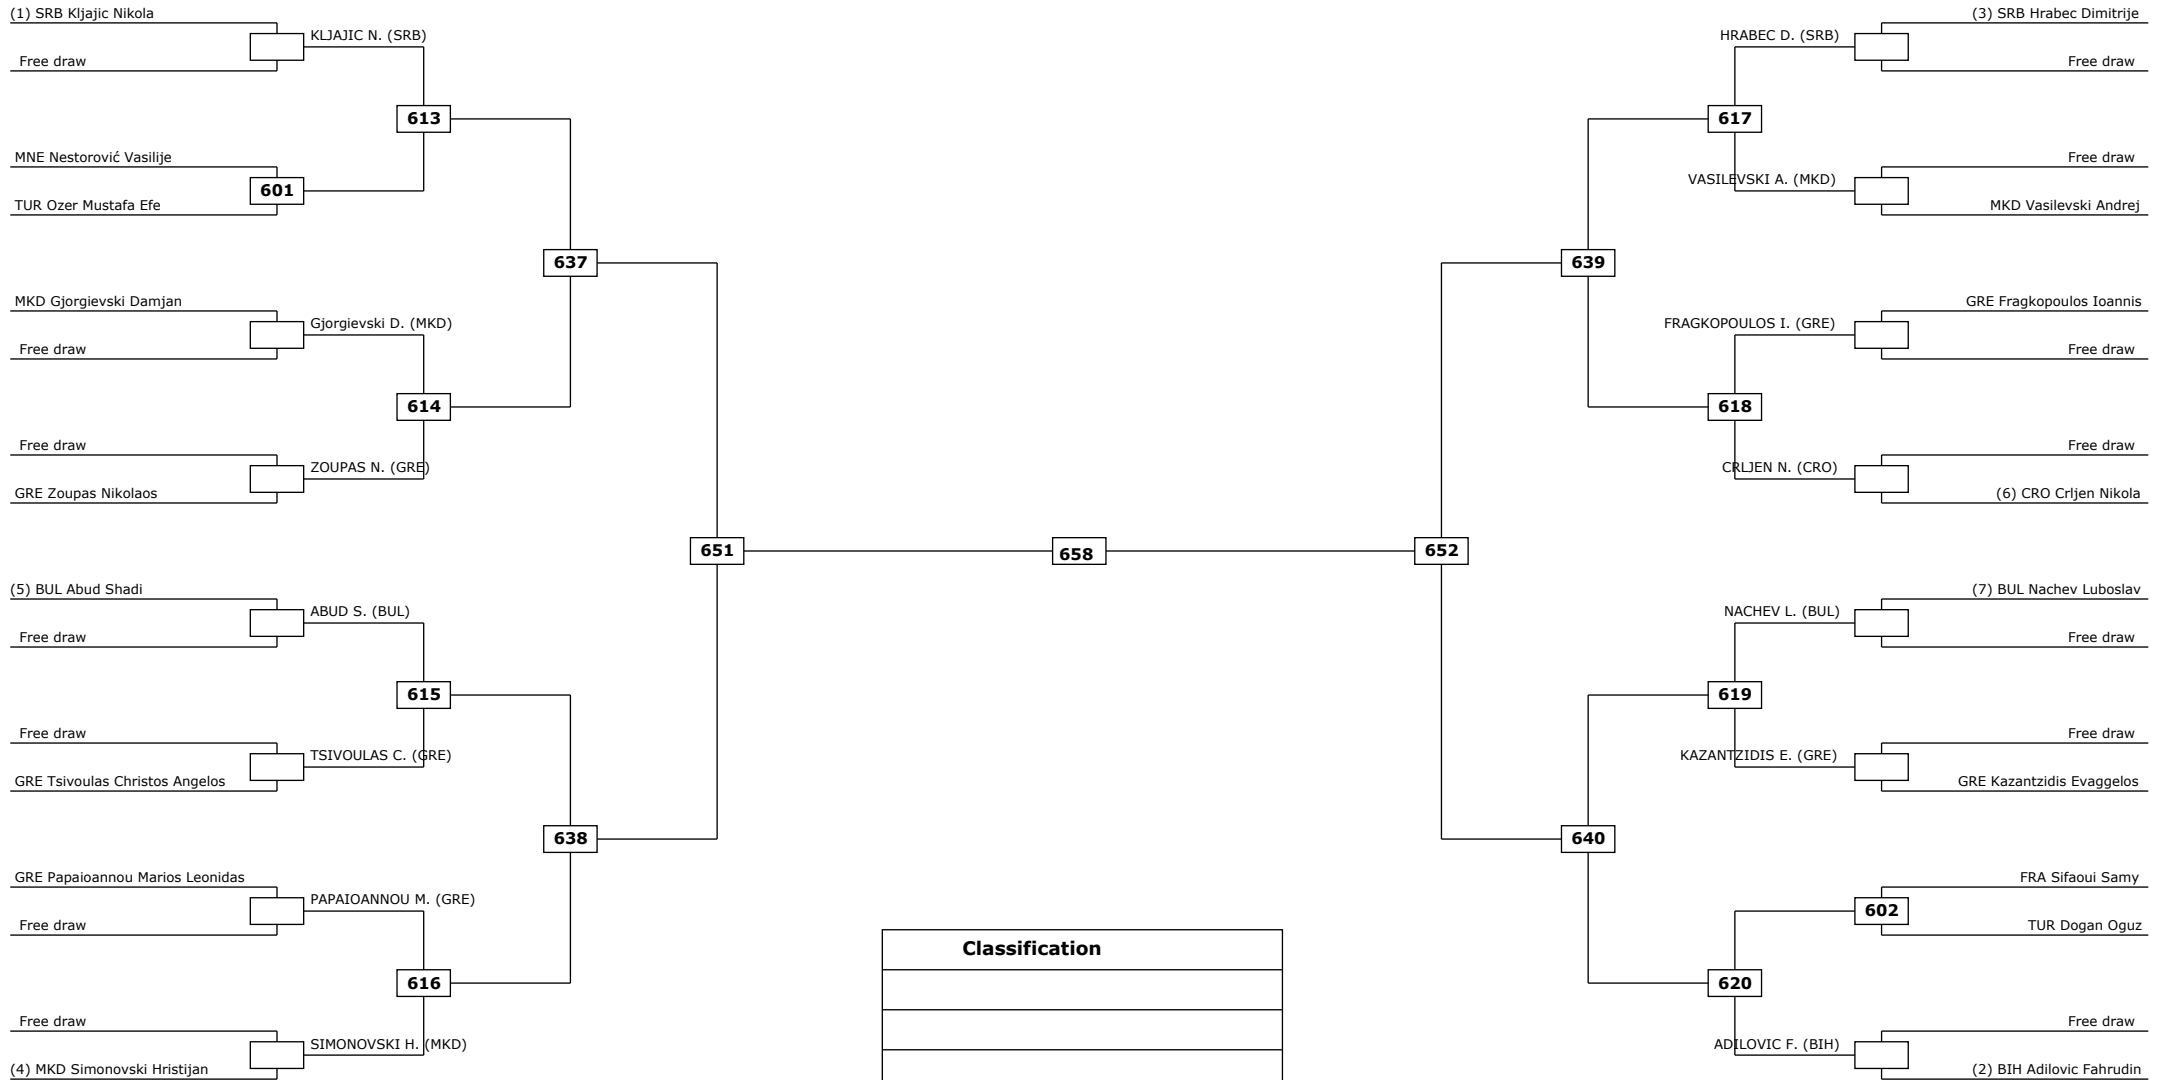 (1) SRB Kljajic Nikola
KLJAJIC N. (SRB)
Free draw
613
MNE Nestorović Vasilije
601
TUR Ozer Mustafa Efe
637
MKD Gjorgievski Damjan
Gjorgievski D. (MKD)
Free draw
614
Free draw
ZOUPAS N. (GRE)
GRE Zoupas Nikolaos
651
(5) BUL Abud Shadi
ABUD S. (BUL)
Free draw
615
Free draw
TSIVOULAS C. (GRE)
GRE Tsivoulas Christos Angelos
638
GRE Papaioannou Marios Leonidas
PAPAIOANNOU M. (GRE)
Free draw
616
Free draw
SIMONOVSKI H. (MKD)
(4) MKD Simonovski Hristijan
658
Classification
(3) SRB Hrabec Dimitrije
HRABEC D. (SRB)
Free draw
617
Free draw
VASILEVSKI A. (MKD)
MKD Vasilevski Andrej
639
GRE Fragkopoulos Ioannis
FRAGKOPOULOS I. (GRE)
Free draw
618
Free draw
CRLJEN N. (CRO)
(6) CRO Crljen Nikola
652
(7) BUL Nachev Luboslav
NACHEV L. (BUL)
Free draw
619
Free draw
KAZANTZIDIS E. (GRE)
GRE Kazantzidis Evaggelos
640
FRA Sifaoui Samy
602
TUR Dogan Oguz
620
Free draw
ADILOVIC F. (BIH)
(2) BIH Adilovic Fahrudin